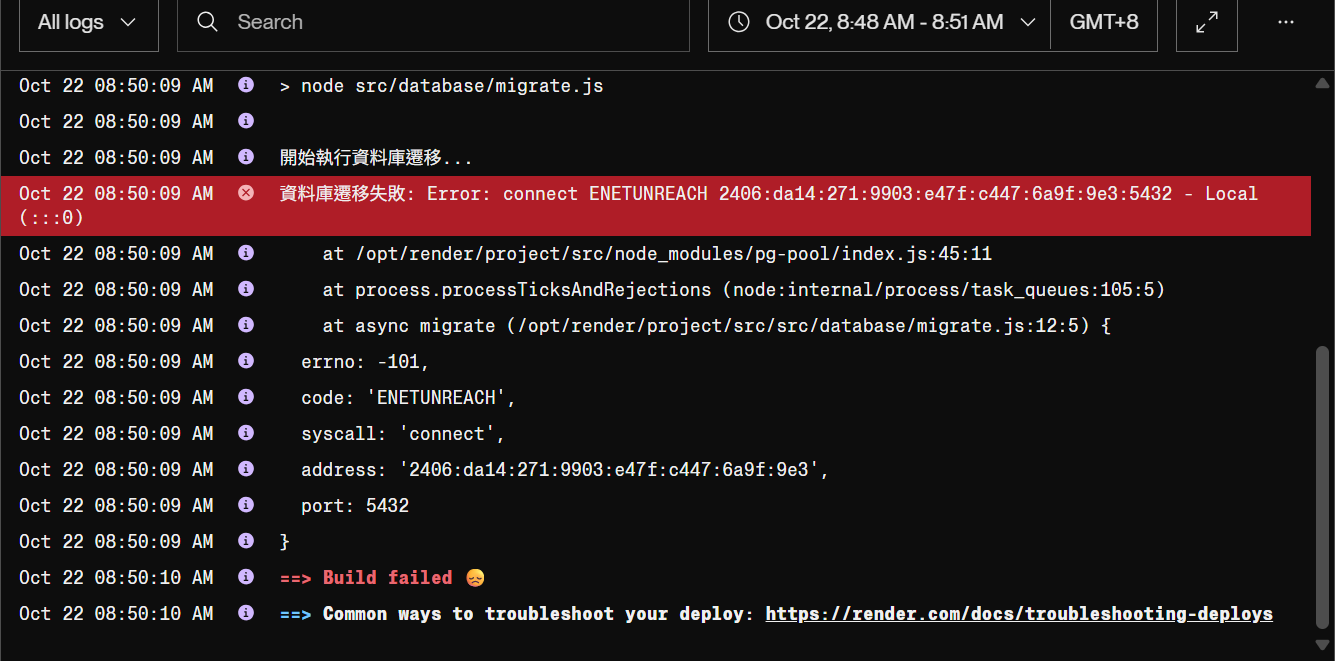 All logs
Search
Oct 22, 8:48 AM - 8:51 AM
GMT+8
Oct 22 08:50:09 AM > node src/database/migrate.js
Oct 22 08:50:09 AM
Oct 22 08:50:09 AM 開始執行資料庫遷移...
Oct 22 08:50:09 AM 資料庫遷移失敗: Error: connect ENETUNREACH 2406:da14:271:9903:e47f:c447:6a9f:9e3:5432 - Local
(:::0)
Oct 22 08:50:09 AM at /opt/render/project/src/node_modules/pg-pool/index.js:45:11
Oct 22 08:50:09 AM at process.processTicksAndRejections (node:internal/process/task_queues:105:5)
Oct 22 08:50:09 AM at async migrate (/opt/render/project/src/src/database/migrate.js:12:5) {
Oct 22 08:50:09 AM errno: -101,
Oct 22 08:50:09 AM code: 'ENETUNREACH',
Oct 22 08:50:09 AM syscall: 'connect',
Oct 22 08:50:09 AM address: '2406:da14:271:9903:e47f:c447:6a9f:9e3',
Oct 22 08:50:09 AM port: 5432
Oct 22 08:50:09 AM }
Oct 22 08:50:10 AM ==> Build failed 😞
Oct 22 08:50:10 AM ==> Common ways to troubleshoot your deploy: https://render.com/docs/troubleshooting-deploys